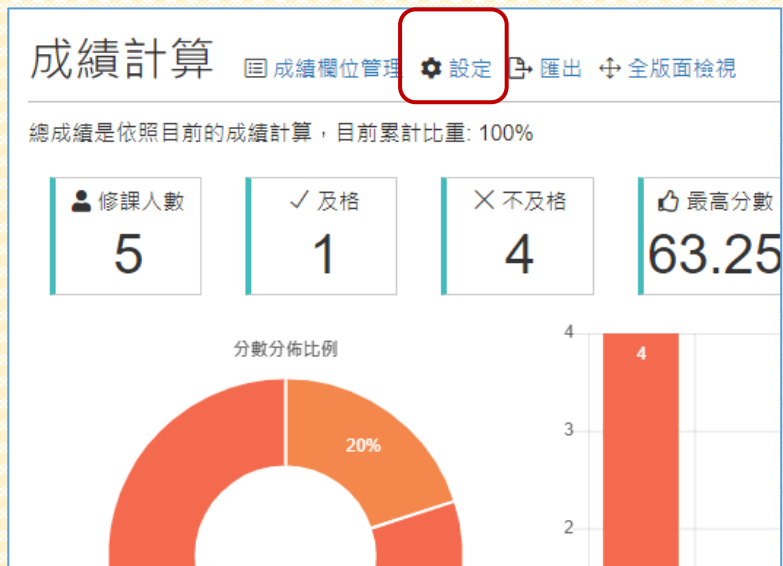 成績計算 成績欄位管理 設定 匯出 全版面檢視
總成績是依照目前的成績計算，目前累計比重: 100%
修課人數 及格 不及格 最高分數
5 1 4 63.25
分數分佈比例
20%
4
4
3
2